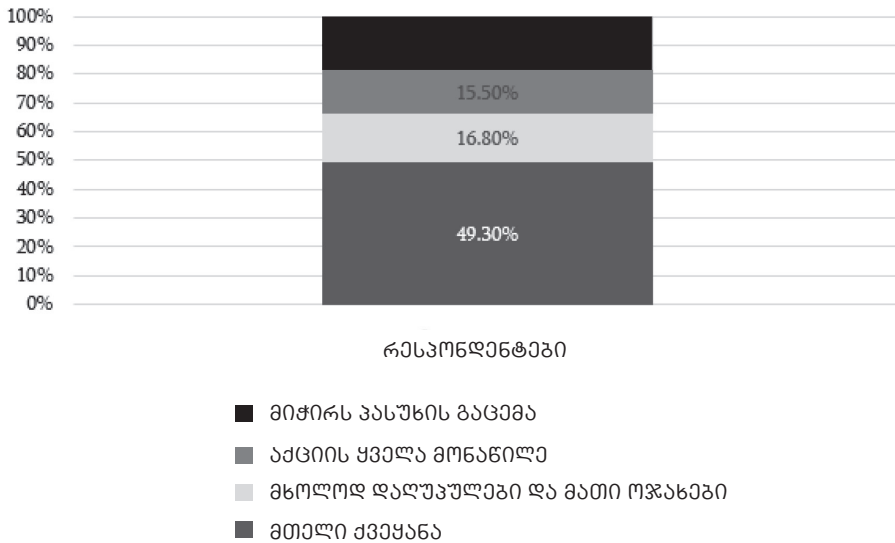 100%
90%
80%
70%
60%
50%
40%
30%
20%
10%
0%
15.50%
16.80%
49.30%
რესპონდენტები
მიჭირს პასუხის გაცემა
აქციის ყველა მონაწილე
მხოლოდ დაღუპულები და მათი ოჯახები
მთელი ქვეყანა